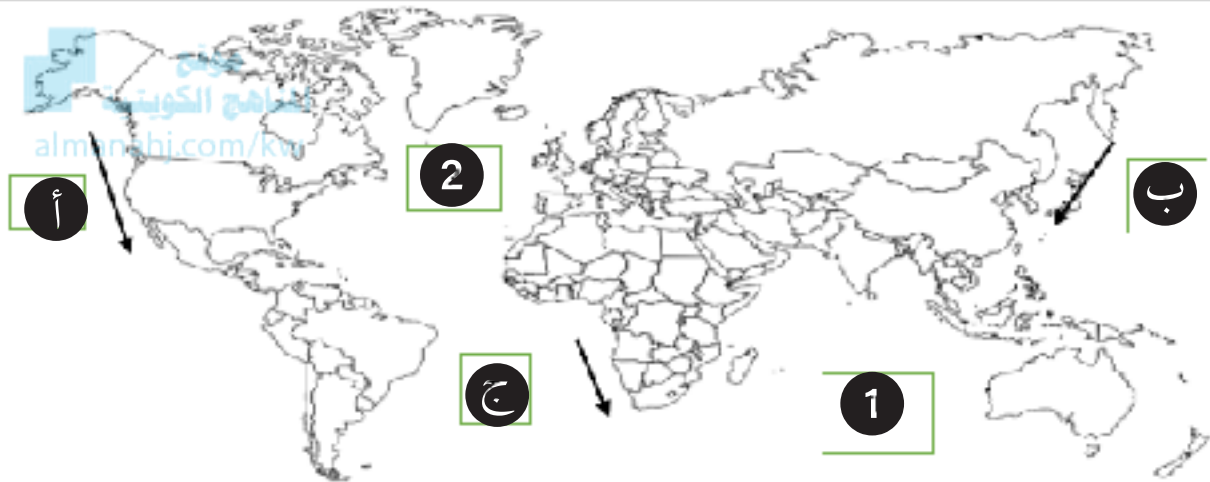 موقع
المناهج الكويتية
almanahj.com/kw
2
أ
ب
ج
1